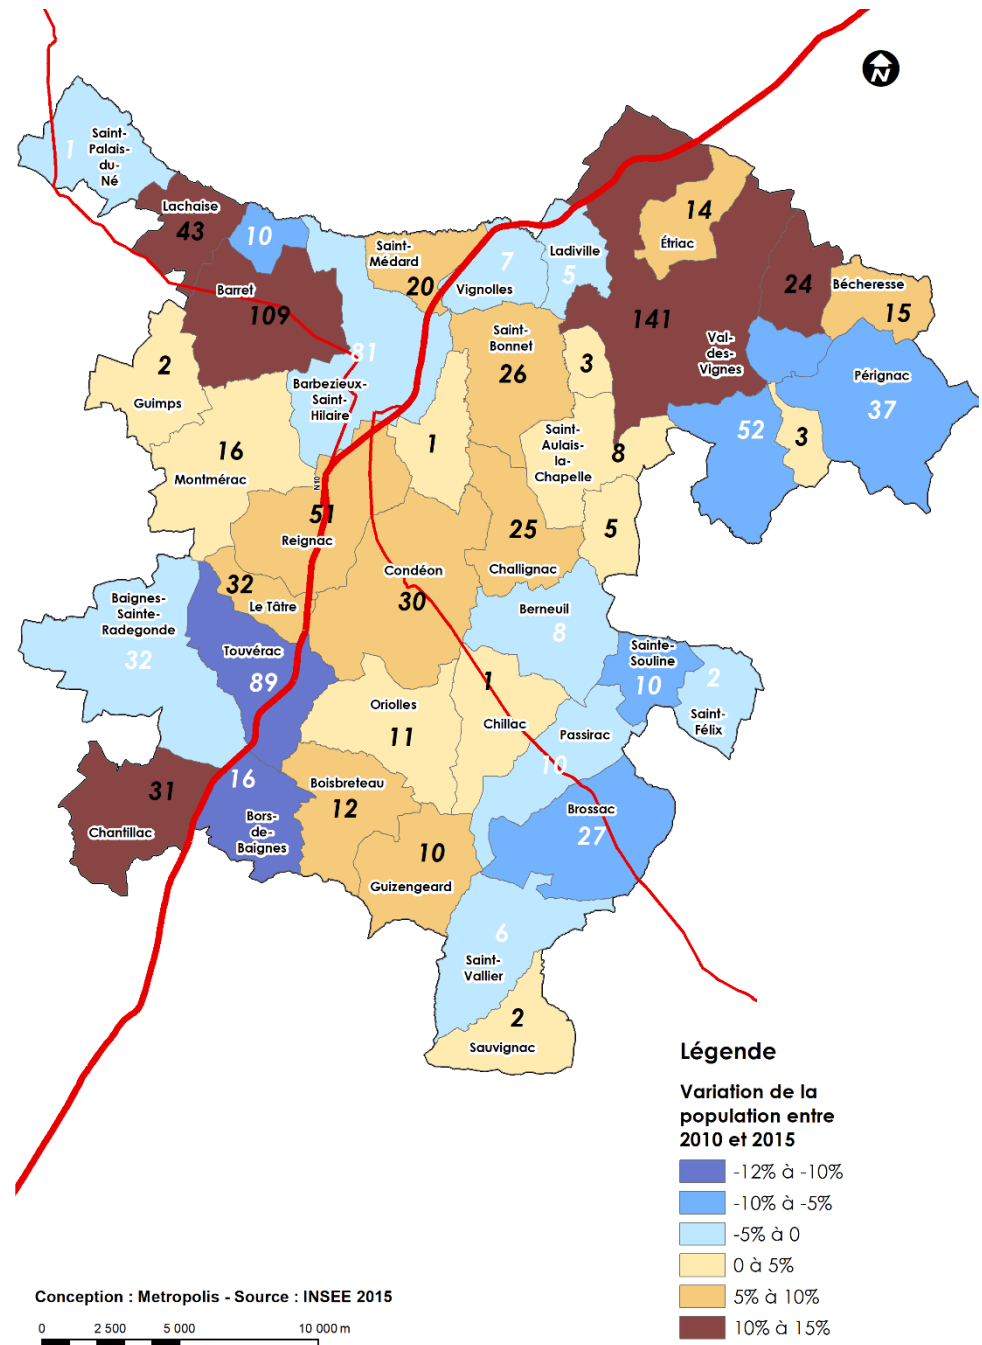 N
Saint-
Palais-
du-
Né
1
Lachaise
43
10
Barret
109
Saint-
Médard
20
7
Vignolles
Ladiville
5
14
Étriac
24
Bécheresse
15
141
Val-
des-
Vignes
Pérignac
37
81
Barbezieux-
Saint-
Hilaire
2
Guimps
Saint-
Bonnet
26
3
52
3
16
Montmérac
1
Saint-
Aulais-
la-
Chapelle
8
N10
51
Reignac
25
Challignac
5
Condéon
30
32
Le Tâtre
Baignes-
Sainte-
Radegonde
32
Touvérac
89
Berneuil
8
Sainte-
Souline
10
2
Saint-
Félix
Oriolles
11
1
Chillac
Passirac
10
31
Chantillac
16
Bors-
de-
Baignes
Boisbreteau
12
10
Guizengeard
Brossac
27
6
Saint-
Vallier
2
Sauvignac
Légende
Variation de la
population entre
2010 et 2015
-12% à -10%
-10% à -5%
-5% à 0
0 à 5%
5% à 10%
10% à 15%
Conception : Metropolis - Source : INSEE 2015
0 2 500 5 000 10 000 m